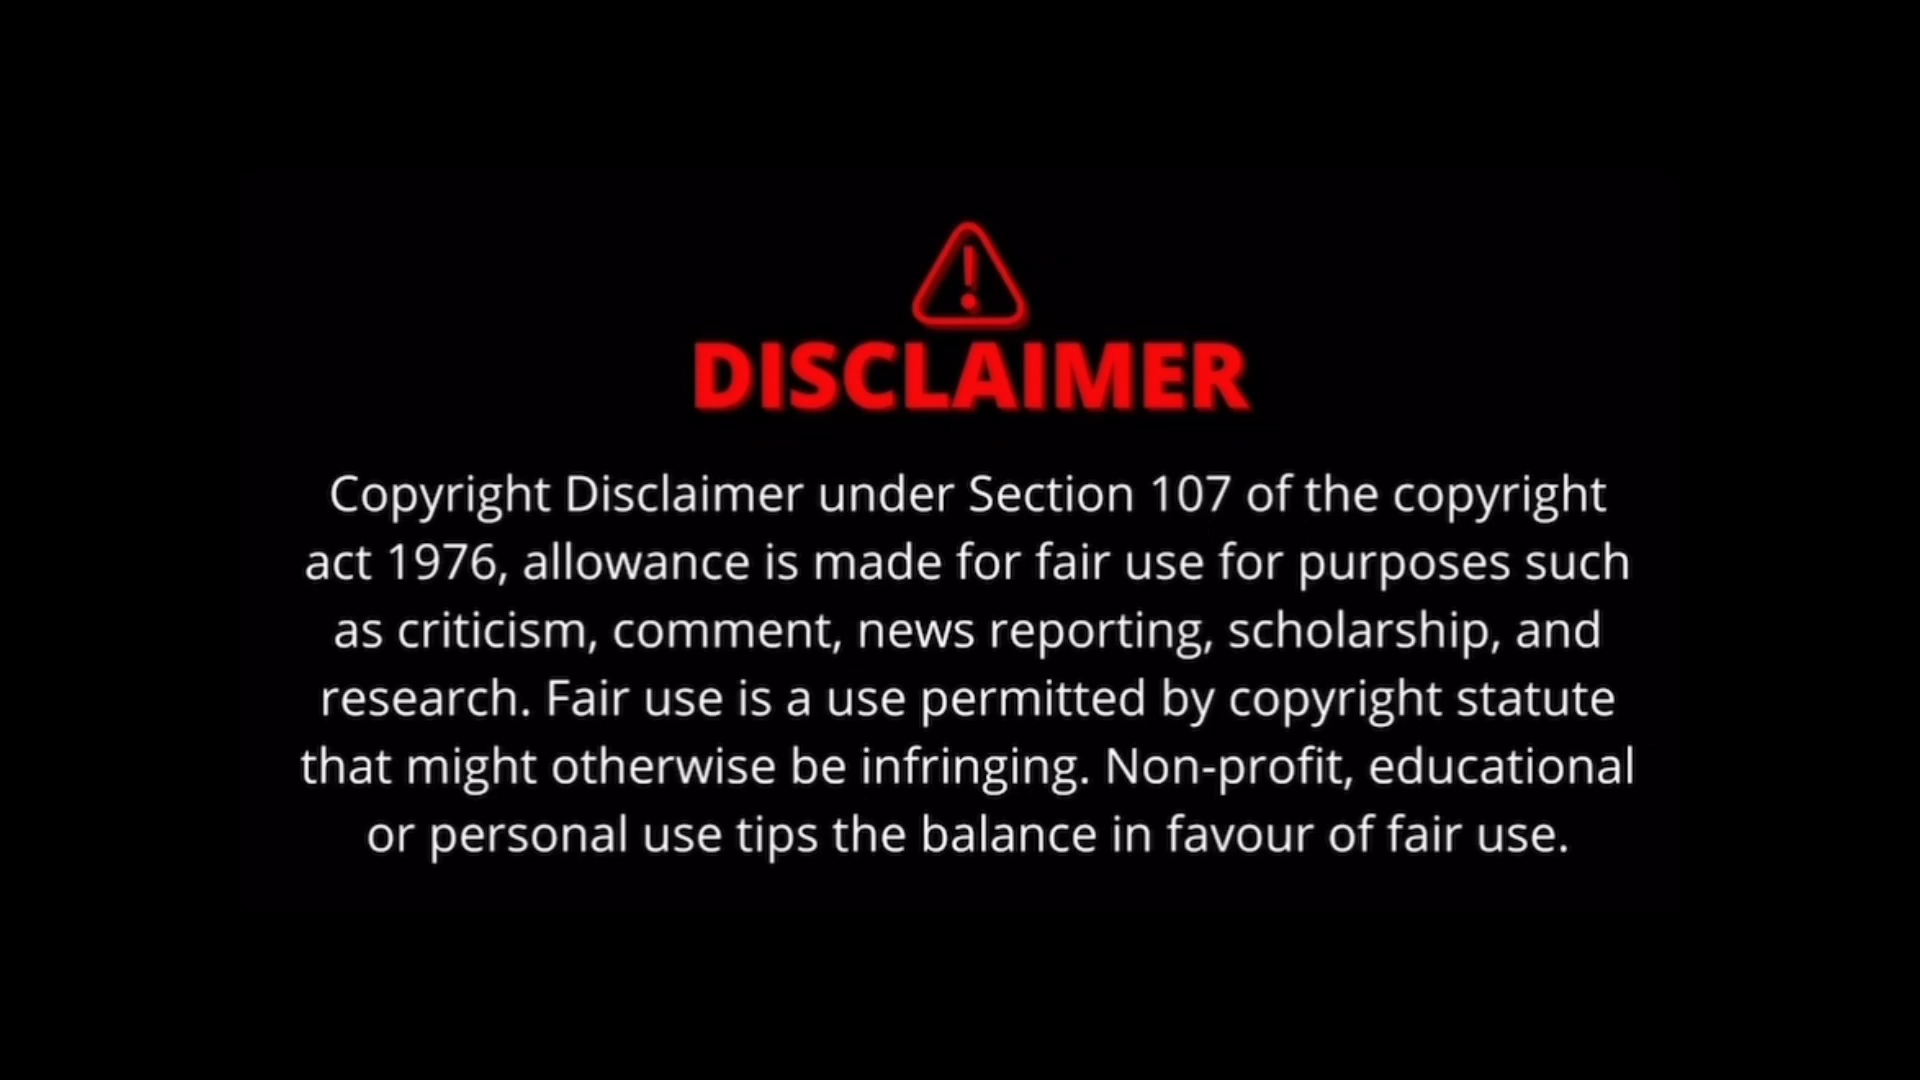 DISCLAIMER
Copyright Disclaimer under Section 107 of the copyright
act 1976, allowance is made for fair use for purposes such
as criticism, comment, news reporting, scholarship, and
research. Fair use is a use permitted by copyright statute
that might otherwise be infringing. Non-profit, educational
or personal use tips the balance in favour of fair use.